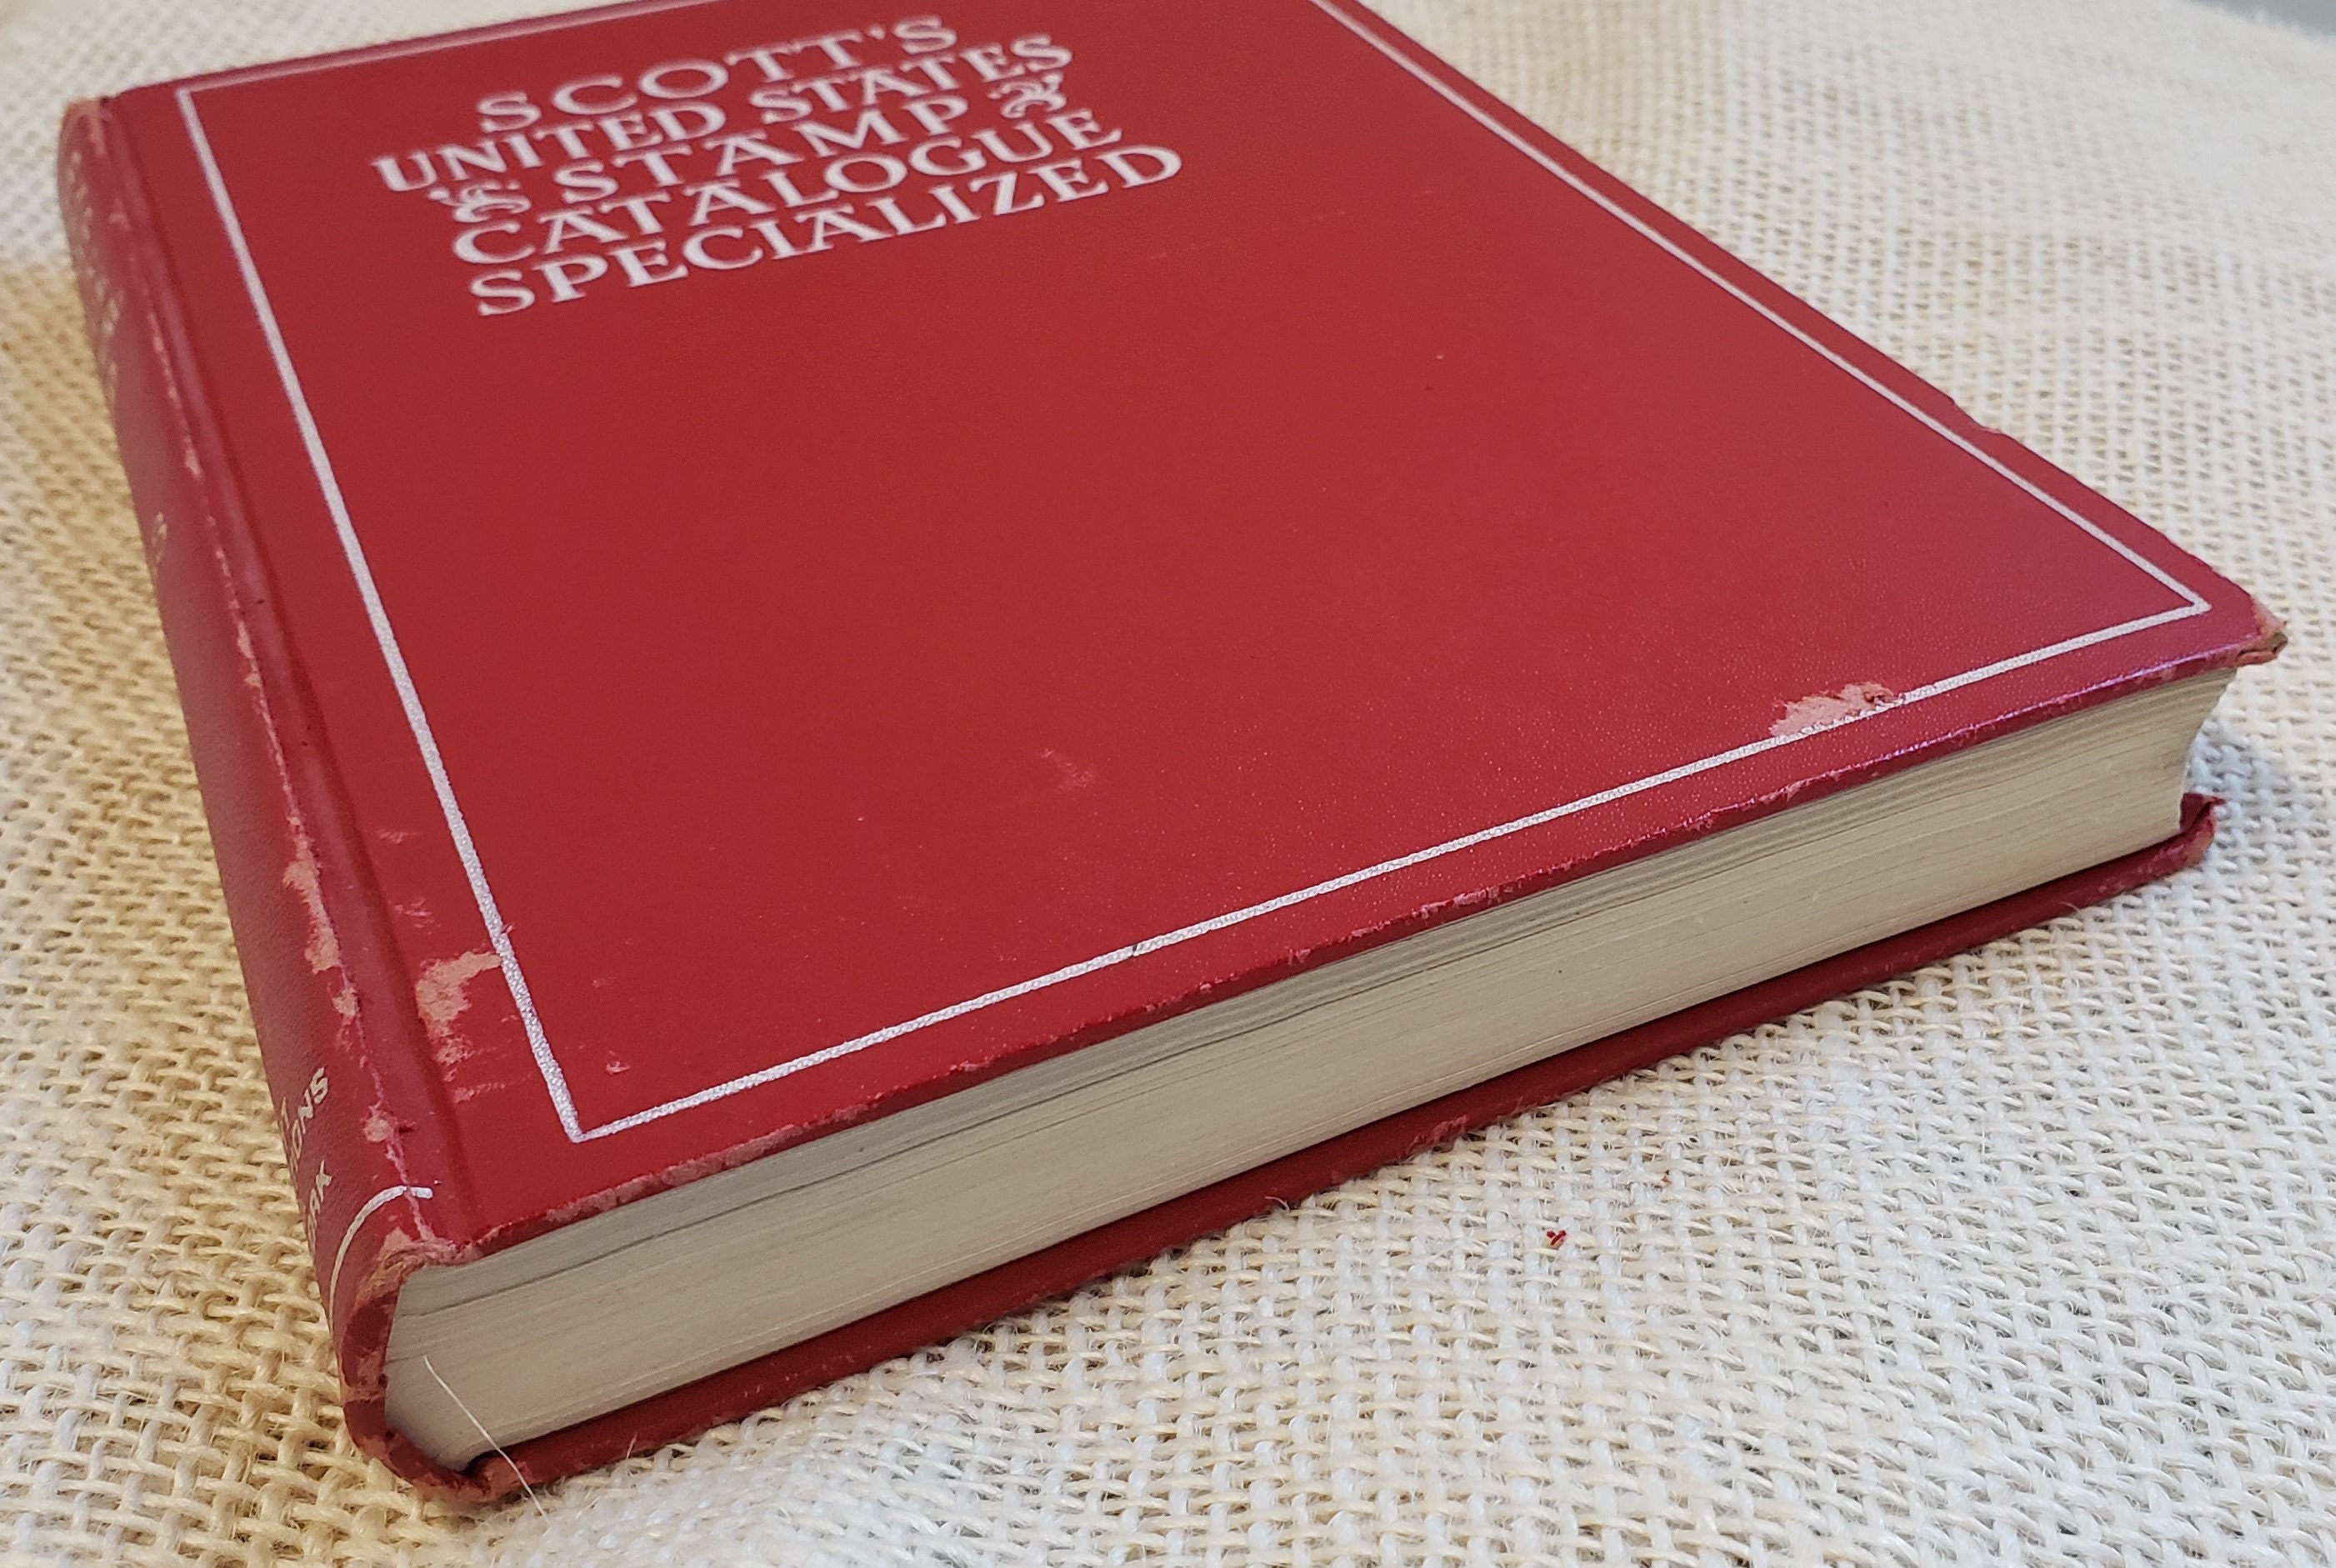 SCOTT'S
UNITED STATES
STAMP
CATALOGUE
SPECIALIZED